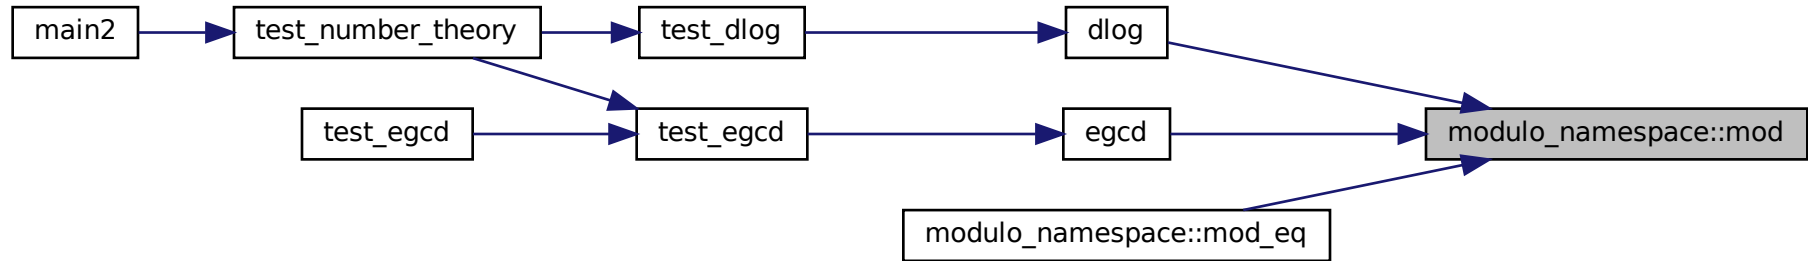 main2
test_number_theory
test_dlog
dlog
test_egcd
test_egcd
egcd
modulo_namespace::mod
modulo_namespace::mod_eq